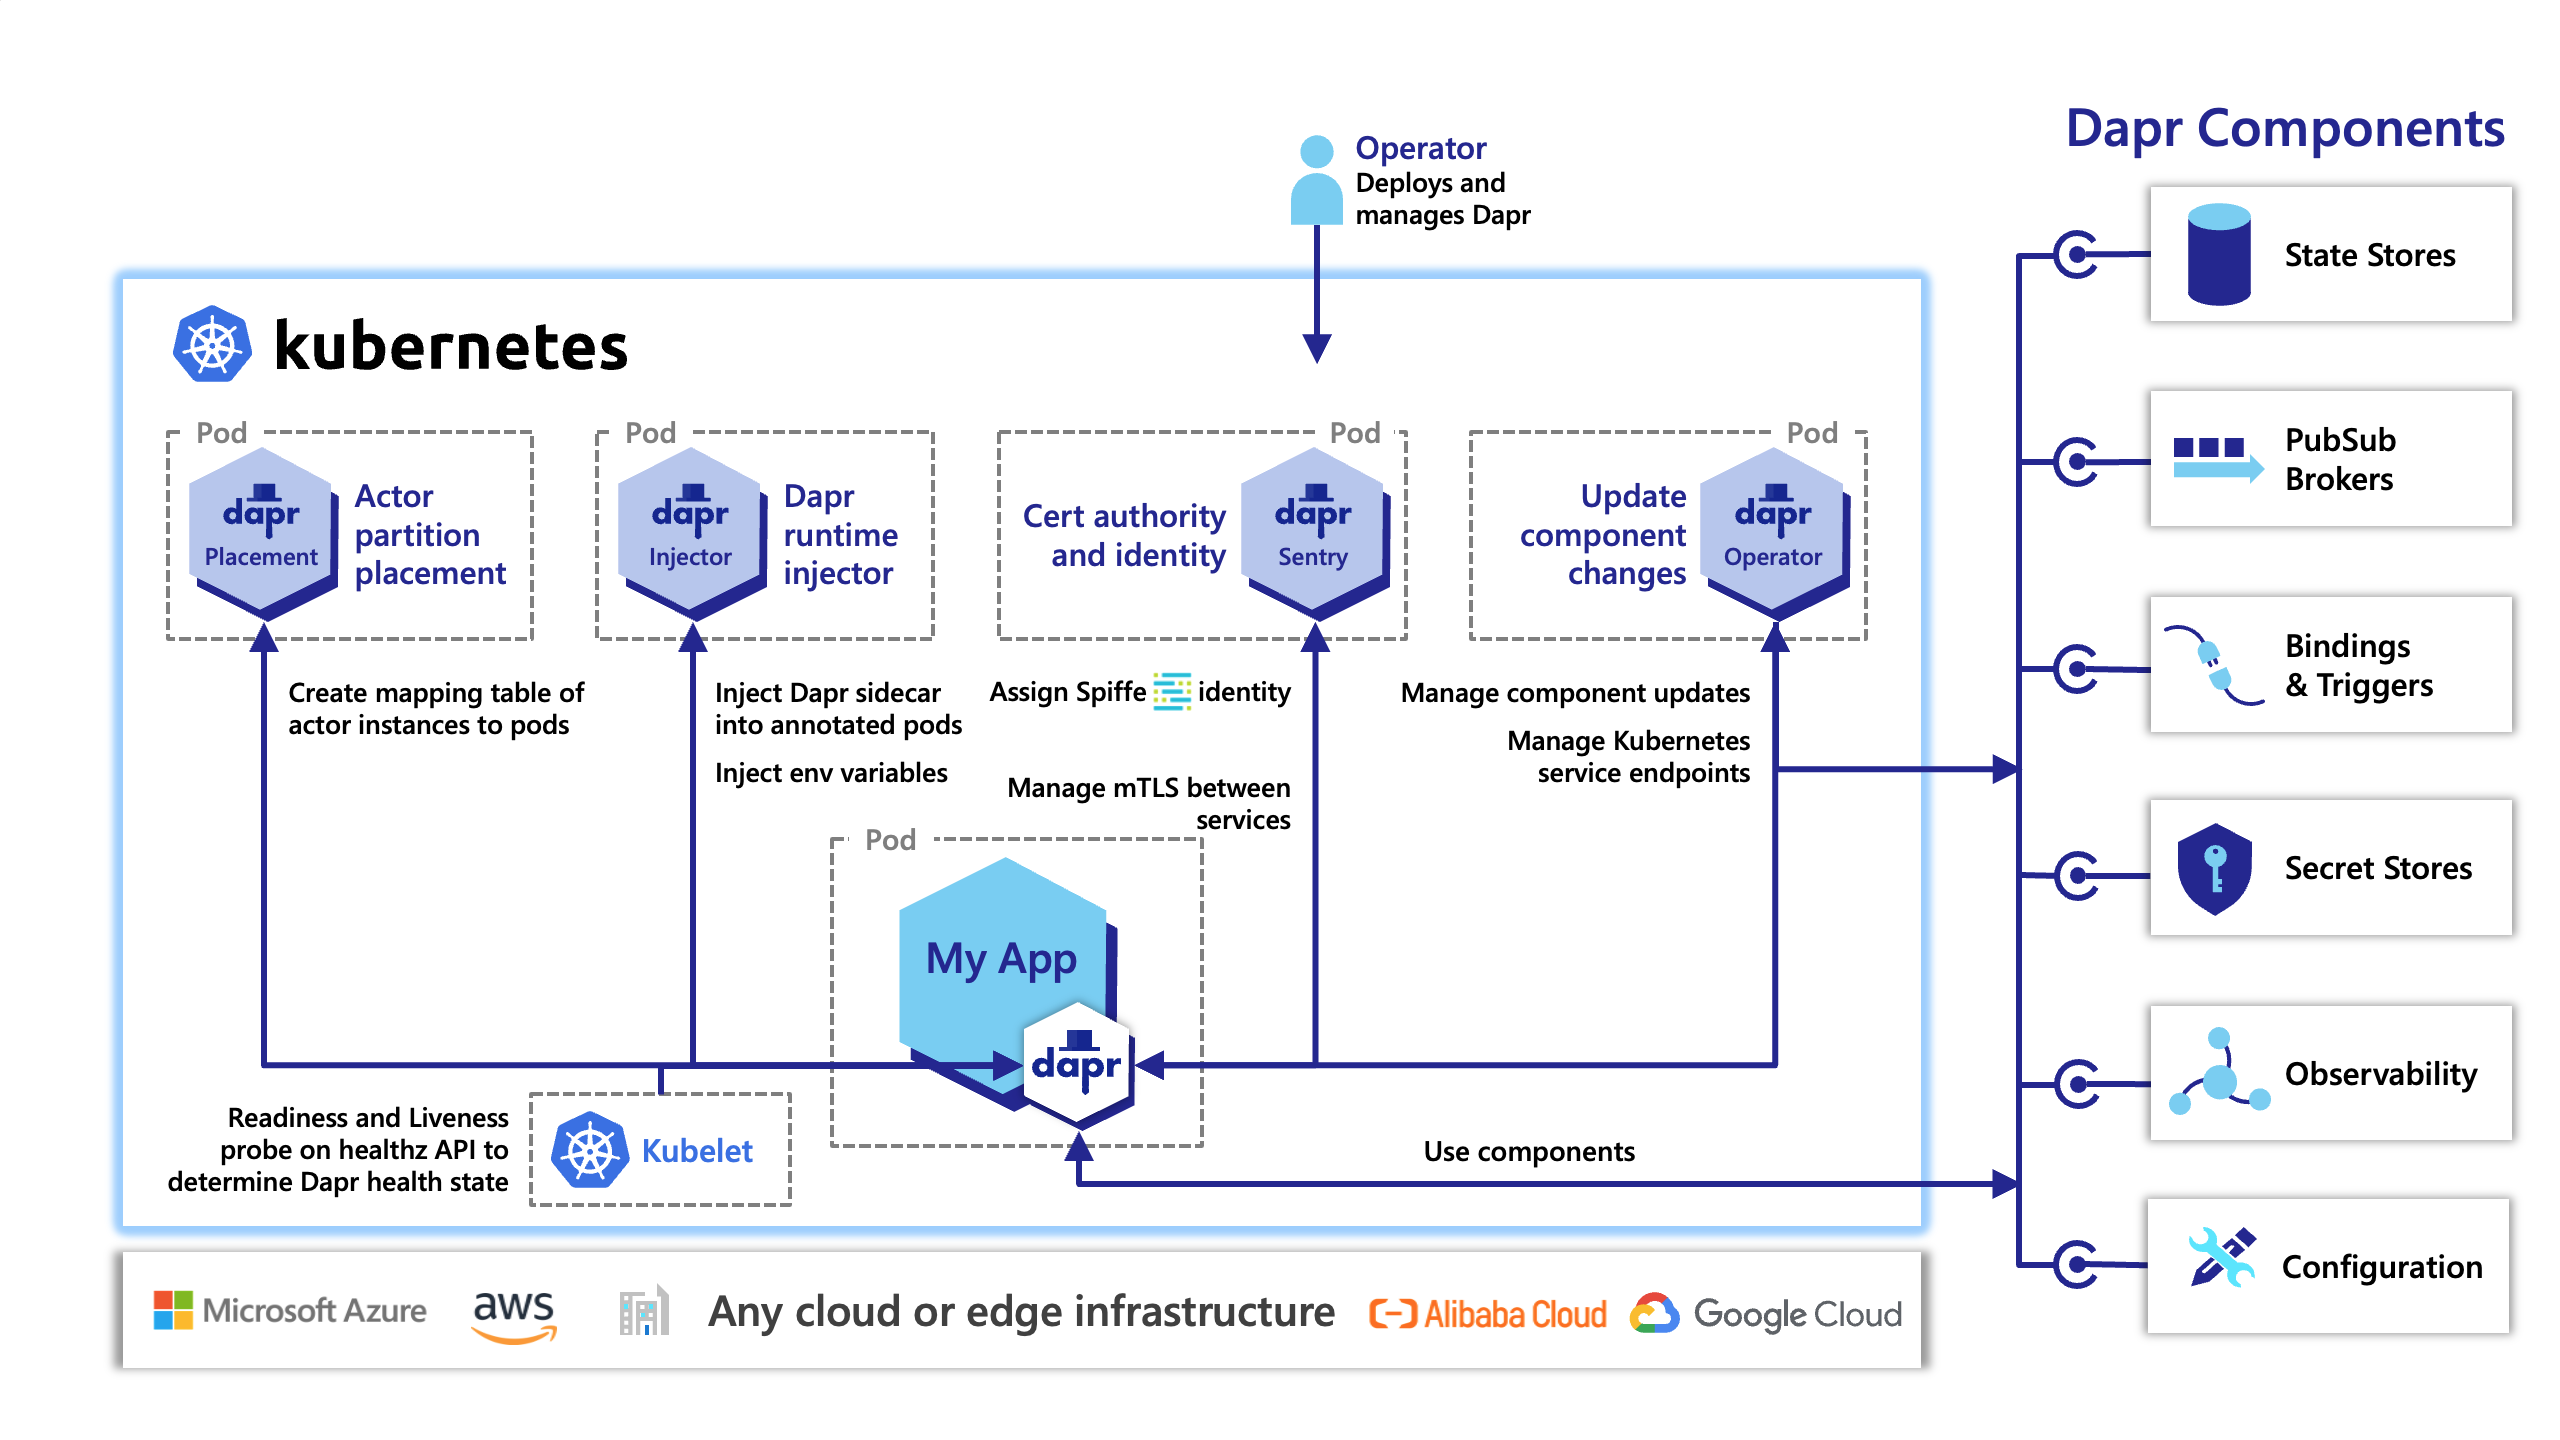 Dapr Components
Operator
Deploys and
manages Dapr
State Stores
PubSub
Brokers
Bindings
& Triggers
Secret Stores
Observability
Configuration
kubernetes
Pod
dapr
Placement
Actor
partition
placement
Pod
dapr
Injector
Dapr
runtime
injector
Pod
Cert authority
and identity
dapr
Sentry
Pod
Update
component
changes
dapr
Operator
Create mapping table of
actor instances to pods
Inject Dapr sidecar
into annotated pods
Inject env variables
Assign Spiffe identity
Manage mTLS between
services
Manage component updates
Manage Kubernetes
service endpoints
Pod
My App
dapr
Readiness and Liveness
probe on healthz API to
determine Dapr health state
Kubelet
Use components
Microsoft Azure
aws
Any cloud or edge infrastructure
Alibaba Cloud
Google Cloud